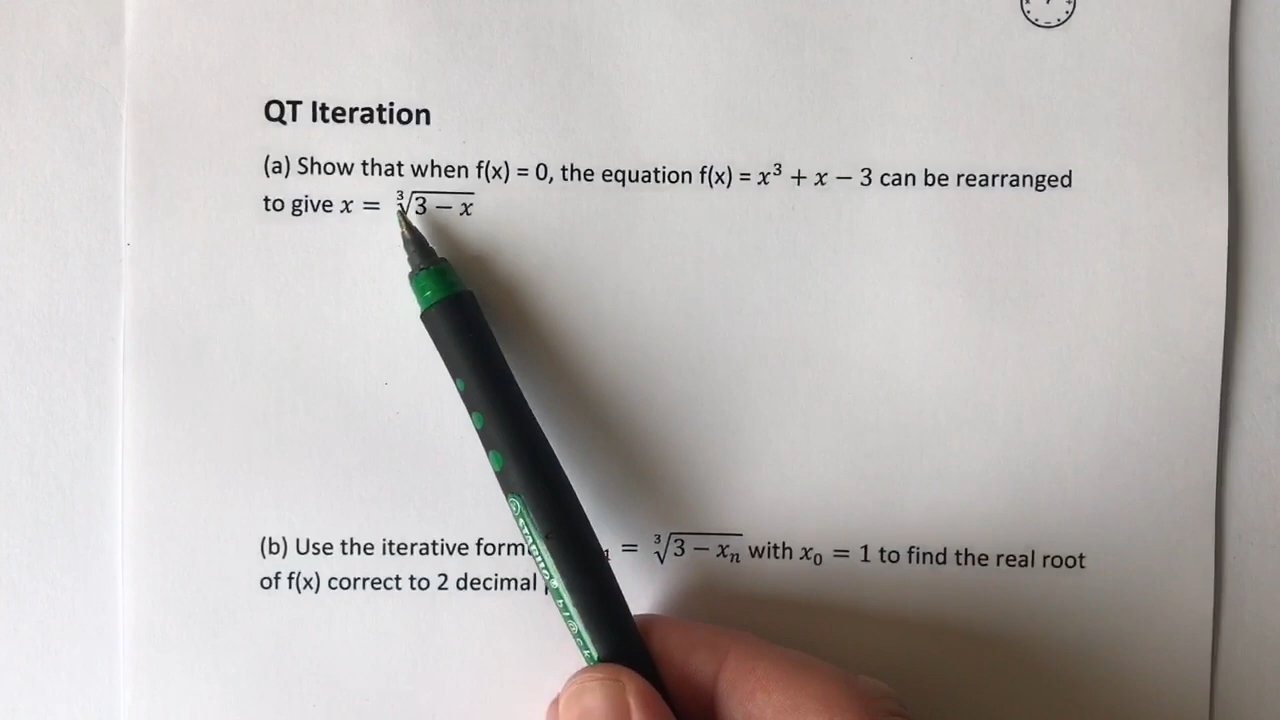 QT Iteration
(a) Show that when f(x) = 0, the equation f(x) = x³ + x − 3 can be rearranged
to give x = ∛3 − x
(b) Use the iterative form = ∛3 − xₙ with x₀ = 1 to find the real root
of f(x) correct to 2 decimal